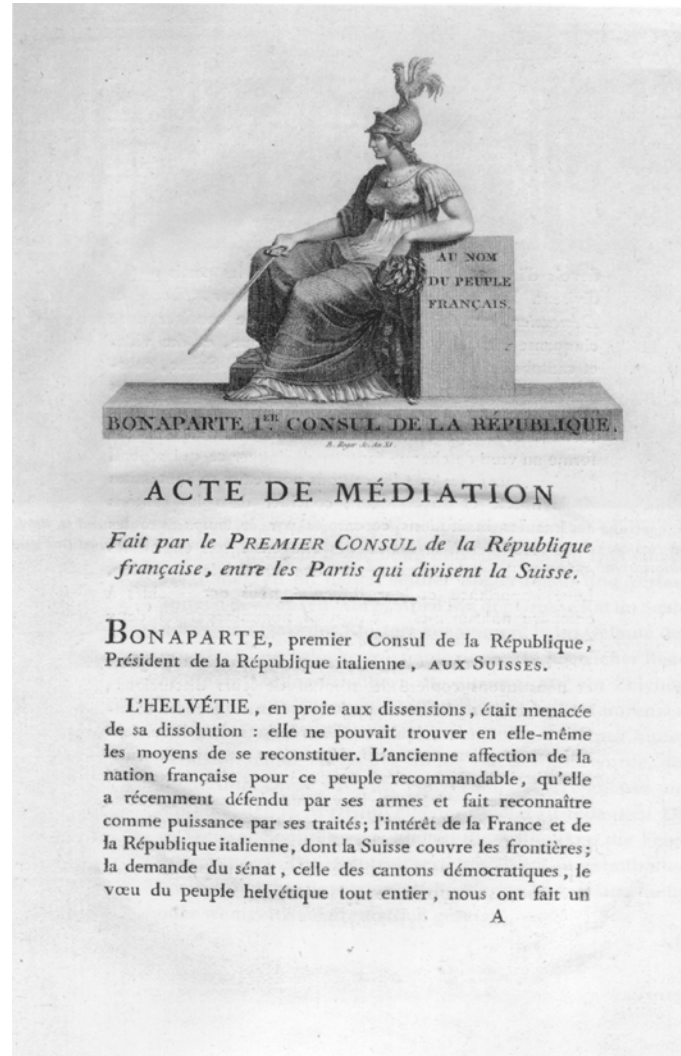 AU NOM
DU PEUPLE
FRANÇAIS.
BONAPARTE 1.ER CONSUL DE LA RÉPUBLIQUE.
B. Roger Sc. An XI.
ACTE DE MÉDIATION
Fait par le PREMIER CONSUL de la République
française, entre les Partis qui divisent la Suisse.
BONAPARTE, premier Consul de la République,
Président de la République italienne, AUX SUISSES.
L'HELVÉTIE, en proie aux dissensions, était menacée
de sa dissolution : elle ne pouvait trouver en elle-même
les moyens de se reconstituer. L'ancienne affection de la
nation française pour ce peuple recommandable, qu'elle
a récemment défendu par ses armes et fait reconnaître
comme puissance par ses traités; l'intérêt de la France et de
la République italienne, dont la Suisse couvre les frontières;
la demande du sénat, celle des cantons démocratiques, le
vœu du peuple helvétique tout entier, nous ont fait un
A